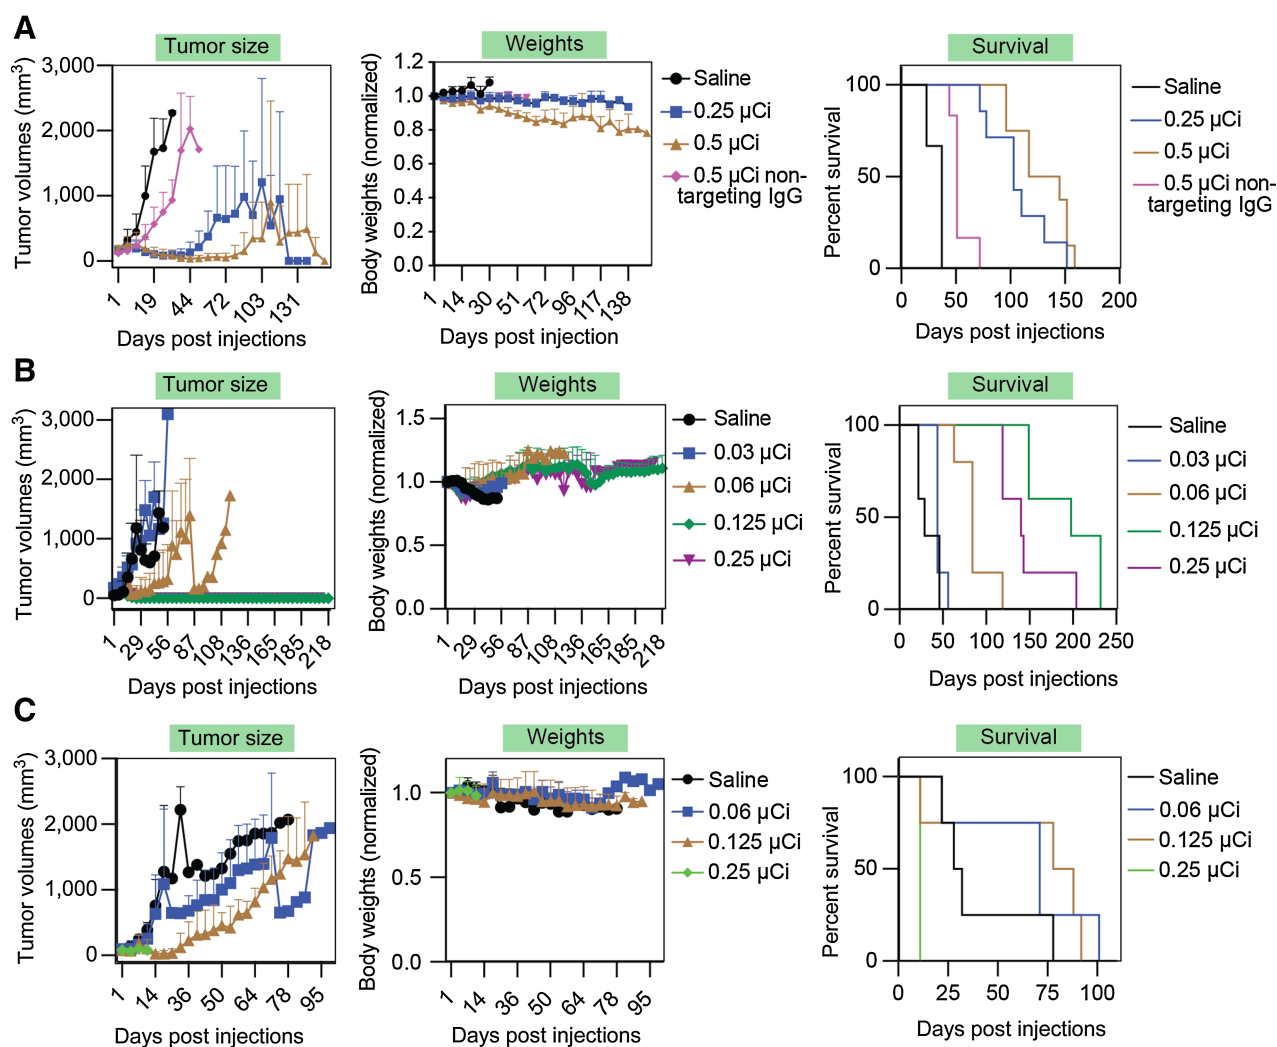 A
Tumor size
Tumor volumes (mm3)
3,000
2,000
1,000
0
1 19 44 72 103 131
Days post injections
Weights
Body weights (normalized)
1.2
1.0
0.8
0.6
0.4
0.2
0.0
1 14 30 51 72 96 117 138
Days post injection
Saline
0.25 µCi
0.5 µCi
0.5 µCi non-
targeting IgG
Survival
Percent survival
100
50
0
0 50 100 150 200
Days post injections
Saline
0.25 µCi
0.5 µCi
0.5 µCi non-
targeting IgG
B
Tumor size
Tumor volumes (mm3)
3,000
2,000
1,000
0
1 29 56 87 108 136 165 185 218
Days post injections
Weights
Body weights (normalized)
1.5
1.0
0.5
0.0
1 29 56 87 108 136 165 185 218
Days post injections
Saline
0.03 µCi
0.06 µCi
0.125 µCi
0.25 µCi
Survival
Percent survival
100
50
0
0 50 100 150 200 250
Days post injections
Saline
0.03 µCi
0.06 µCi
0.125 µCi
0.25 µCi
C
Tumor size
Tumor volumes (mm3)
3,000
2,000
1,000
0
1 14 36 50 64 78 95
Days post injections
Weights
Body weights (normalized)
1.0
0.5
0.0
1 14 36 50 64 78 95
Days post injections
Saline
0.06 µCi
0.125 µCi
0.25 µCi
Survival
Percent survival
100
50
0
0 25 50 75 100
Days post injections
Saline
0.06 µCi
0.125 µCi
0.25 µCi